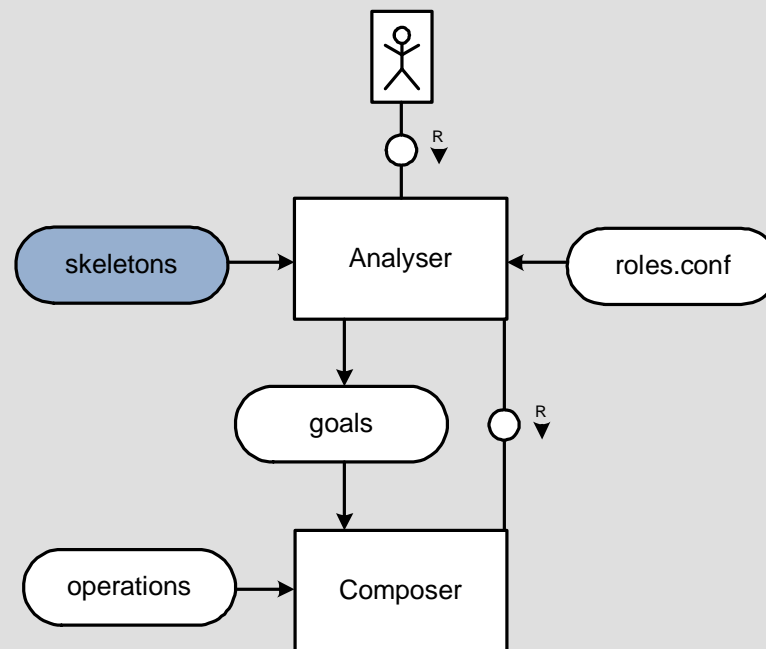 R
skeletons
Analyser
roles.conf
goals
R
operations
Composer